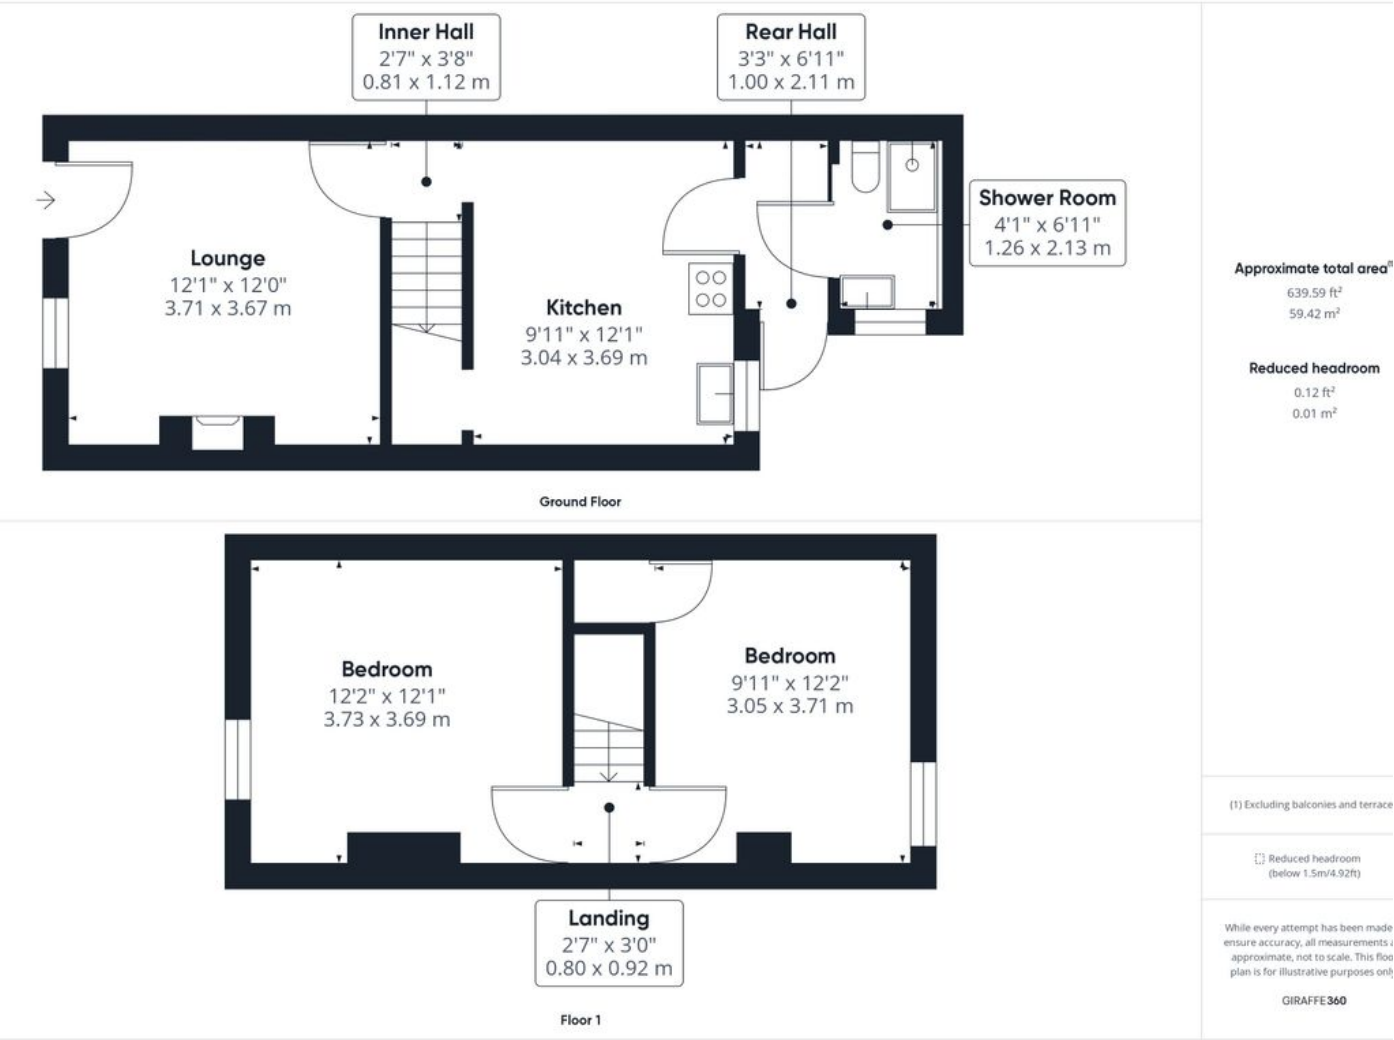 Inner Hall
2'7" x 3'8"
0.81 x 1.12 m
Rear Hall
3'3" x 6'11"
1.00 x 2.11 m
Shower Room
4'1" x 6'11"
1.26 x 2.13 m
Lounge
12'1" x 12'0"
3.71 x 3.67 m
Kitchen
9'11" x 12'1"
3.04 x 3.69 m
Ground Floor
Bedroom
12'2" x 12'1"
3.73 x 3.69 m
Bedroom
9'11" x 12'2"
3.05 x 3.71 m
Landing
2'7" x 3'0"
0.80 x 0.92 m
Floor 1
Approximate total area
639.59 ft²
59.42 m²
Reduced headroom
0.12 ft²
0.01 m²
(1) Excluding balconies and terrace
Reduced headroom
(below 1.5m/4.92ft)
While every attempt has been made
ensure accuracy, all measurements
approximate, not to scale. This
plan is for illustrative purposes
GIRAFFE360